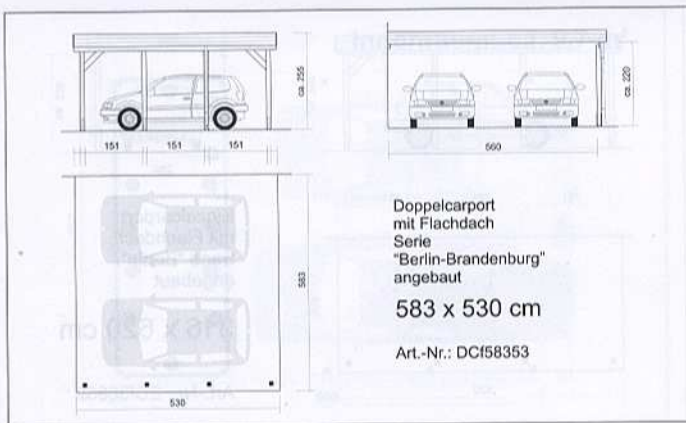 ca. 255
151 151 151
ca. 220
560
583
530
Doppelcarport
mit Flachdach
Serie
"Berlin-Brandenburg"
angebaut
583 x 530 cm
Art.-Nr.: DCf58353